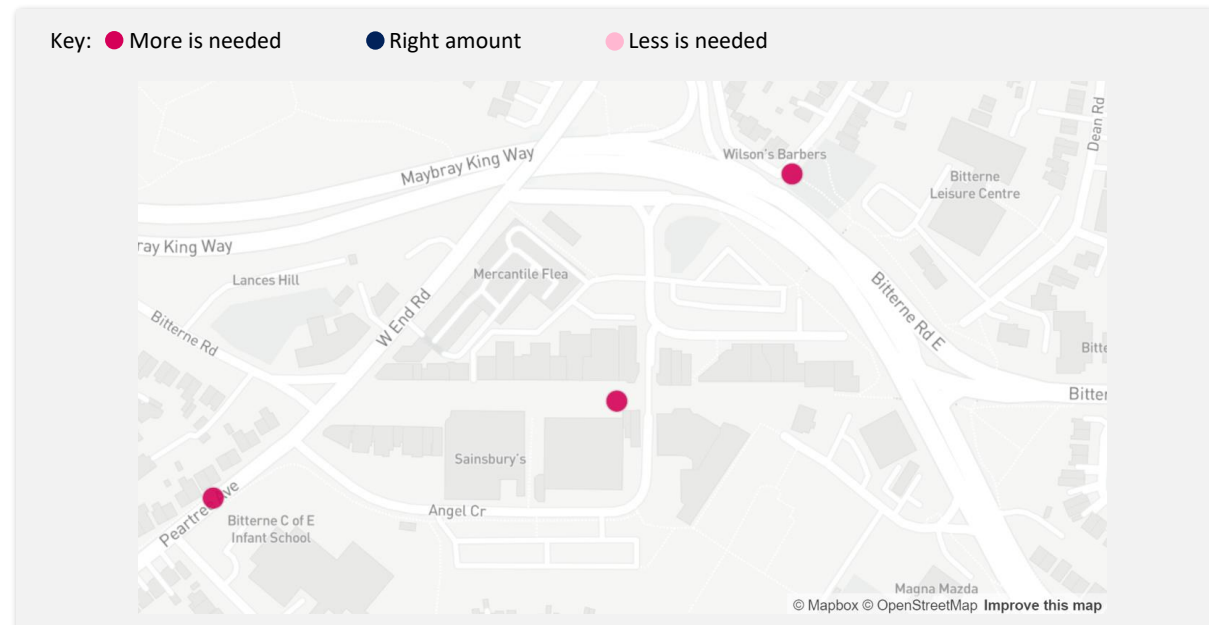 Key: More is needed Right amount Less is needed
Dean Rd
Maybray King Way
Wilson's Barbers
Bitterne
Leisure Centre
ray King Way
Lances Hill
Mercantile Flea
W End Rd
Bitterne Rd E
Bitterne Rd
Bitte
Bitter
Sainsbury's
Peartree Ave
Angel Cr
Bitterne C of E
Infant School
Magna Mazda
© Mapbox © OpenStreetMap Improve this map